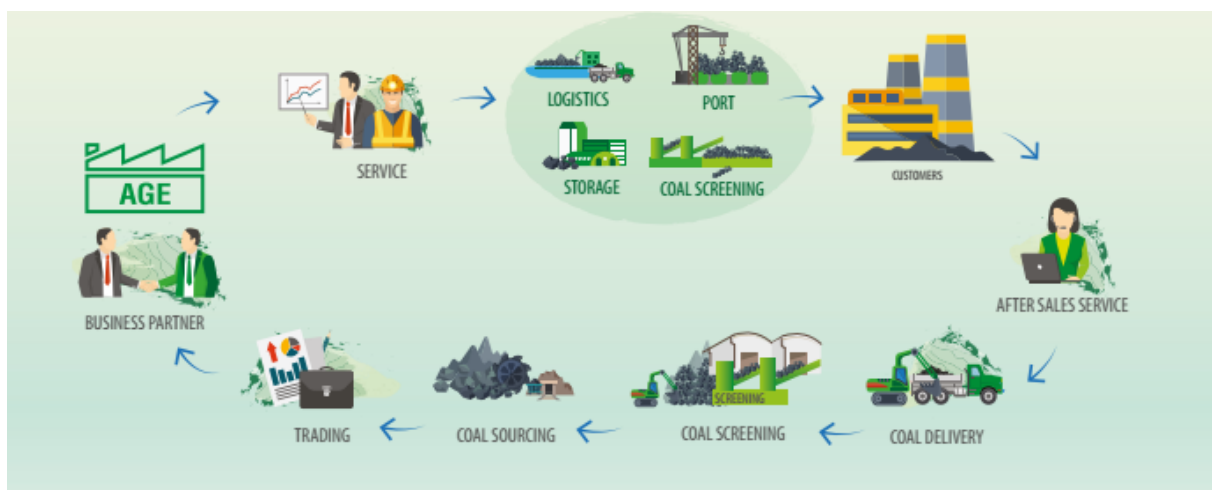 LOGISTICS
PORT
STORAGE
COAL SCREENING
SERVICE
CUSTOMERS
AGE
BUSINESS PARTNER
AFTER SALES SERVICE
SCREENING
TRADING
COAL SOURCING
COAL SCREENING
COAL DELIVERY